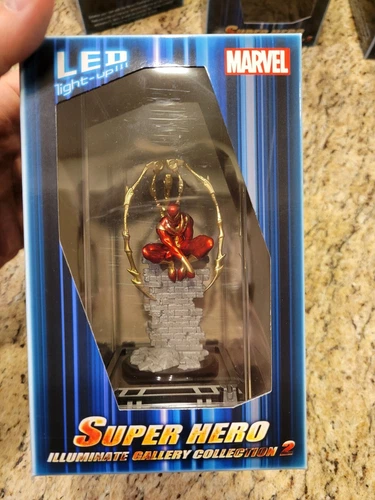 LED
light-up!!!
MARVEL
SUPER HERO
ILLUMINATE GALLERY COLLECTION 2